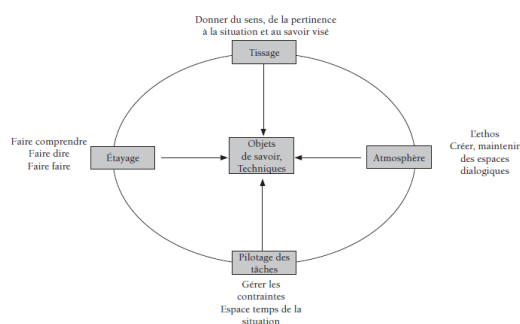 Donner du sens, de la pertinence
à la situation et au savoir visé
Tissage
Faire comprendre
Faire dire
Faire faire
Étayage
Objets
de savoir,
Techniques
Atmosphère
L'ethos
Créer, maintenir
des espaces
dialogiques
Pilotage des
tâches
Gérer les
contraintes
Espace temps de la
situation